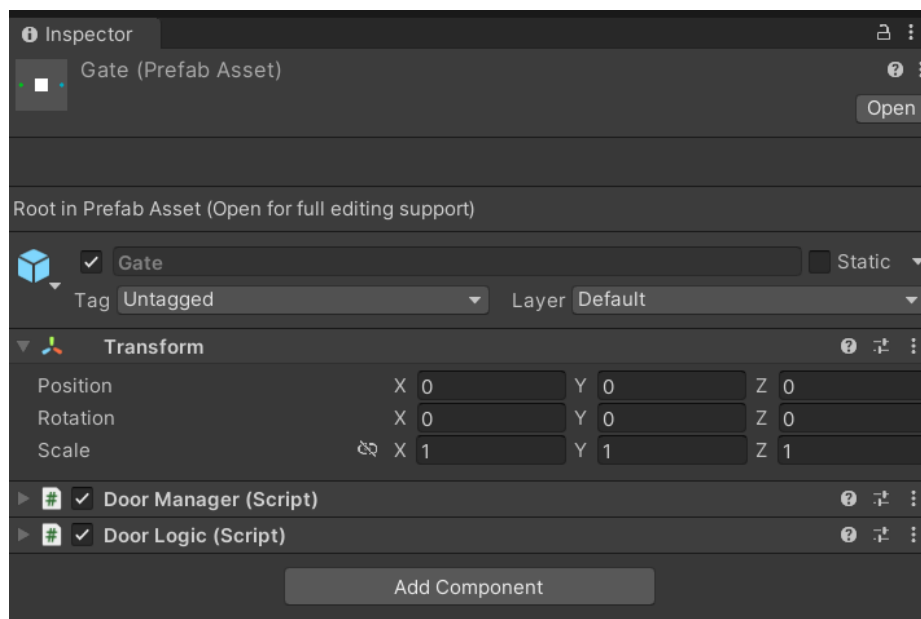 Inspector
Gate (Prefab Asset)
Open
Root in Prefab Asset (Open for full editing support)
Gate Static
Tag Untagged Layer Default
Transform
Position X 0 Y 0 Z 0
Rotation X 0 Y 0 Z 0
Scale X 1 Y 1 Z 1
# Door Manager (Script)
# Door Logic (Script)
Add Component